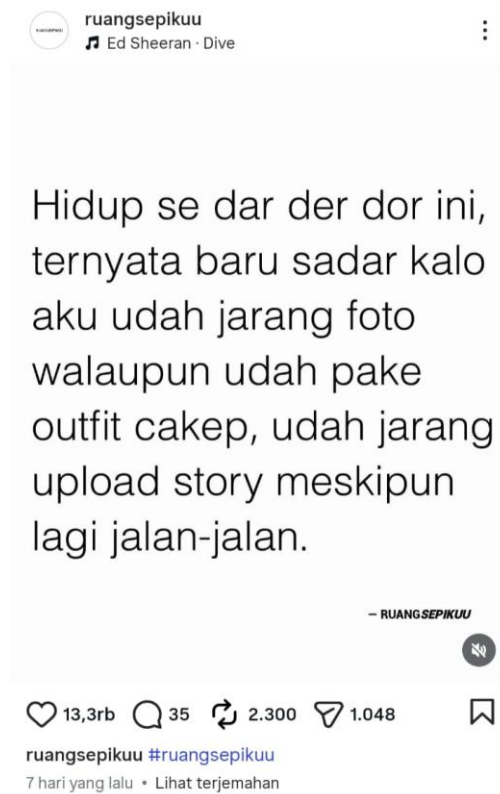 ruangsepikuu
Ed Sheeran · Dive
Hidup se dar der dor ini,
ternyata baru sadar kalo
aku udah jarang foto
walaupun udah pake
outfit cakep, udah jarang
upload story meskipun
lagi jalan-jalan.
– RUANGSEPIKUU
13,3rb 35 2.300 1.048
ruangsepikuu #ruangsepikuu
7 hari yang lalu • Lihat terjemahan